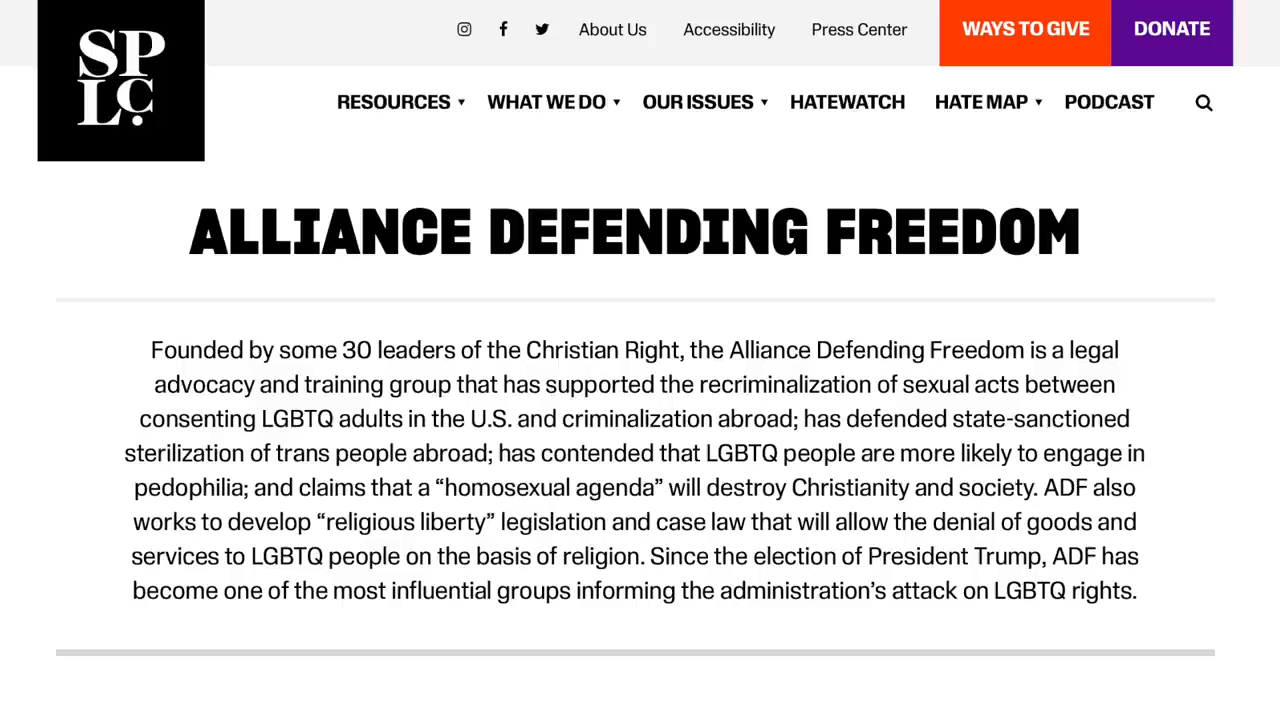 SP
LC.
About Us Accessibility Press Center WAYS TO GIVE DONATE
RESOURCES WHAT WE DO OUR ISSUES HATEWATCH HATE MAP PODCAST
ALLIANCE DEFENDING FREEDOM
Founded by some 30 leaders of the Christian Right, the Alliance Defending Freedom is a legal
advocacy and training group that has supported the recriminalization of sexual acts between
consenting LGBTQ adults in the U.S. and criminalization abroad; has defended state-sanctioned
sterilization of trans people abroad; has contended that LGBTQ people are more likely to engage in
pedophilia; and claims that a “homosexual agenda” will destroy Christianity and society. ADF also
works to develop “religious liberty” legislation and case law that will allow the denial of goods and
services to LGBTQ people on the basis of religion. Since the election of President Trump, ADF has
become one of the most influential groups informing the administration’s attack on LGBTQ rights.